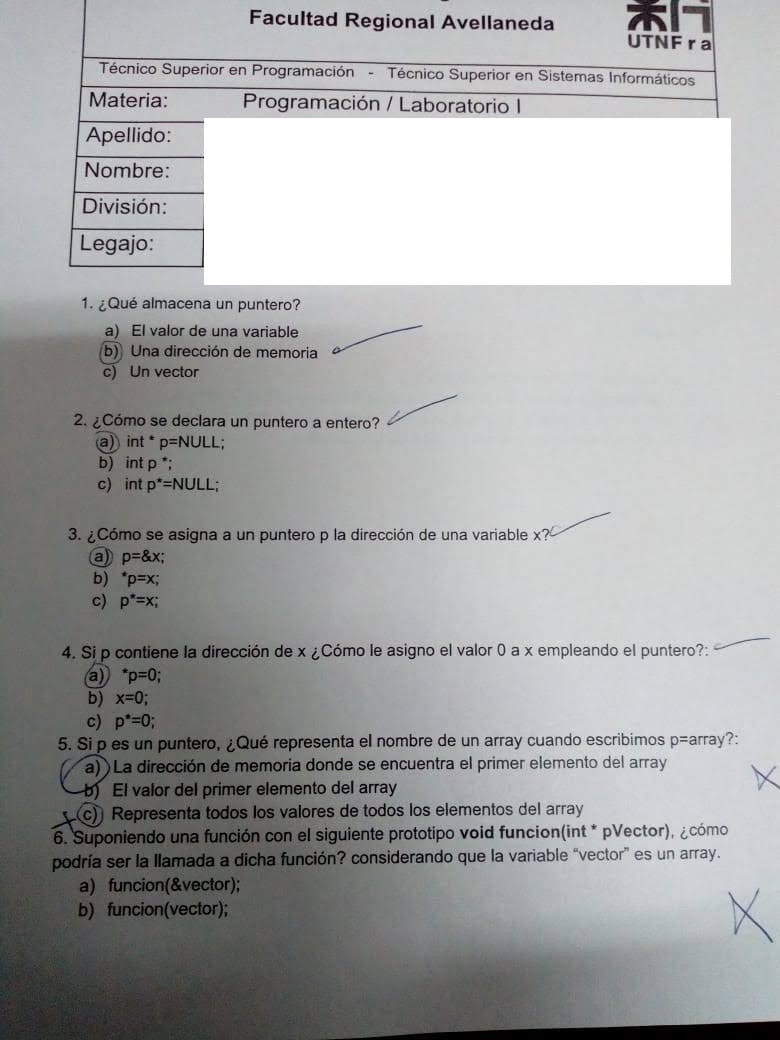 Facultad Regional Avellaneda
UTNFra
Técnico Superior en Programación - Técnico Superior en Sistemas Informáticos
Materia: Programación / Laboratorio I
Apellido:
Nombre:
División:
Legajo:
1. ¿Qué almacena un puntero?
a) El valor de una variable
b) Una dirección de memoria
c) Un vector
2. ¿Cómo se declara un puntero a entero?
a) int * p=NULL;
b) int p *;
c) int p*=NULL;
3. ¿Cómo se asigna a un puntero p la dirección de una variable x?
a) p=&x;
b) *p=x;
c) p*=x;
4. Si p contiene la dirección de x ¿Cómo le asigno el valor 0 a x empleando el puntero?:
a) *p=0;
b) x=0;
c) p*=0;
5. Si p es un puntero, ¿Qué representa el nombre de un array cuando escribimos p=array?:
a) La dirección de memoria donde se encuentra el primer elemento del array
b) El valor del primer elemento del array
c) Representa todos los valores de todos los elementos del array
6. Suponiendo una función con el siguiente prototipo void funcion(int * pVector), ¿cómo
podría ser la llamada a dicha función? considerando que la variable "vector" es un array.
a) funcion(&vector);
b) funcion(vector);